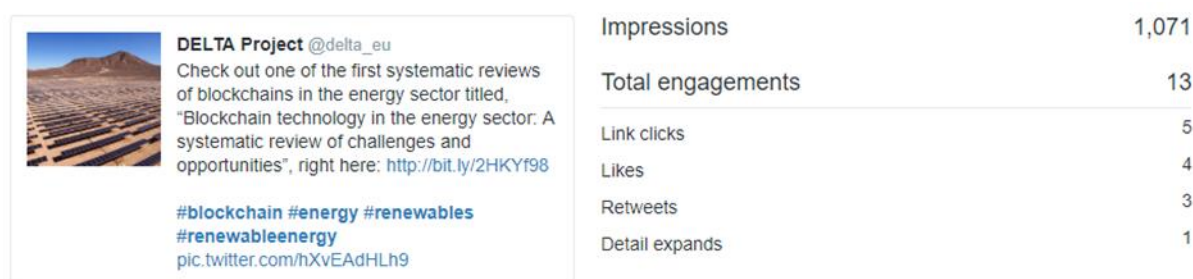 DELTA Project @delta_eu
Check out one of the first systematic reviews
of blockchains in the energy sector titled,
“Blockchain technology in the energy sector: A
systematic review of challenges and
opportunities”, right here: http://bit.ly/2HKYf98
#blockchain #energy #renewables
#renewableenergy
pic.twitter.com/hXvEAdHLh9
Impressions 1,071
Total engagements 13
Link clicks 5
Likes 4
Retweets 3
Detail expands 1